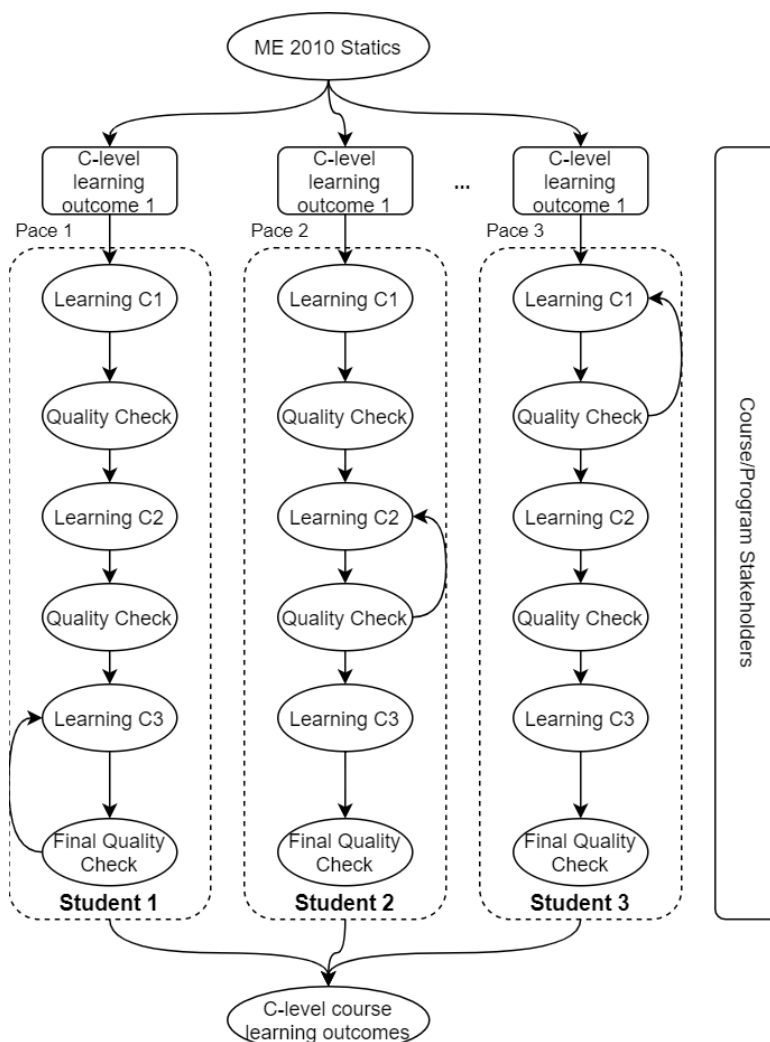 ME 2010 Statics
C-level
learning
outcome 1
C-level
learning
outcome 1
...
C-level
learning
outcome 1
Pace 1
Pace 2
Pace 3
Learning C1
Learning C1
Learning C1
Quality Check
Quality Check
Quality Check
Learning C2
Learning C2
Learning C2
Quality Check
Quality Check
Quality Check
Learning C3
Learning C3
Learning C3
Final Quality
Check
Final Quality
Check
Final Quality
Check
Student 1
Student 2
Student 3
Course/Program Stakeholders
C-level course
learning outcomes